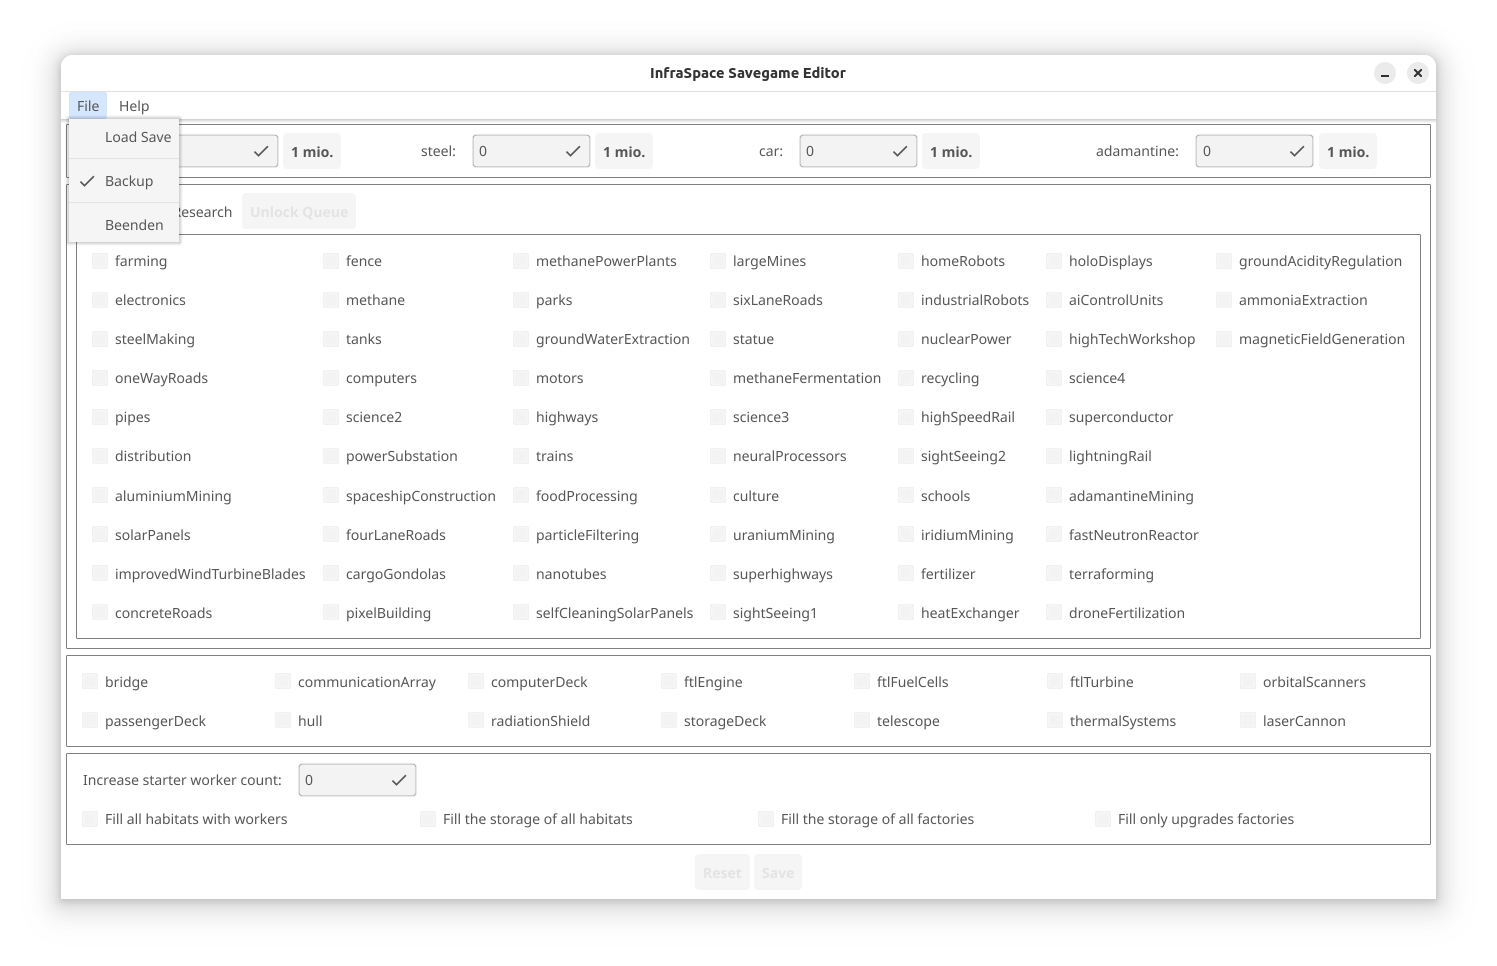 InfraSpace Savegame Editor
File Help
Load Save
Backup
Beenden
1 mio. steel: 0 1 mio. car: 0 1 mio. adamantine: 0 1 mio.
Research Unlock Queue
farming fence methanePowerPlants largeMines homeRobots holoDisplays groundAcidityRegulation
electronics methane parks sixLaneRoads industrialRobots aiControlUnits ammoniaExtraction
steelMaking tanks groundWaterExtraction statue nuclearPower highTechWorkshop magneticFieldGeneration
oneWayRoads computers motors methaneFermentation recycling science4
pipes science2 highways science3 highSpeedRail superconductor
distribution powerSubstation trains neuralProcessors sightSeeing2 lightningRail
aluminiumMining spaceshipConstruction foodProcessing culture schools adamantineMining
solarPanels fourLaneRoads particleFiltering uraniumMining iridiumMining fastNeutronReactor
improvedWindTurbineBlades cargoGondolas nanotubes superhighways fertilizer terraforming
concreteRoads pixelBuilding selfCleaningSolarPanels sightSeeing1 heatExchanger droneFertilization
bridge communicationArray computerDeck ftlEngine ftlFuelCells ftlTurbine orbitalScanners
passengerDeck hull radiationShield storageDeck telescope thermalSystems laserCannon
Increase starter worker count: 0
Fill all habitats with workers Fill the storage of all habitats Fill the storage of all factories Fill only upgrades factories
Reset Save